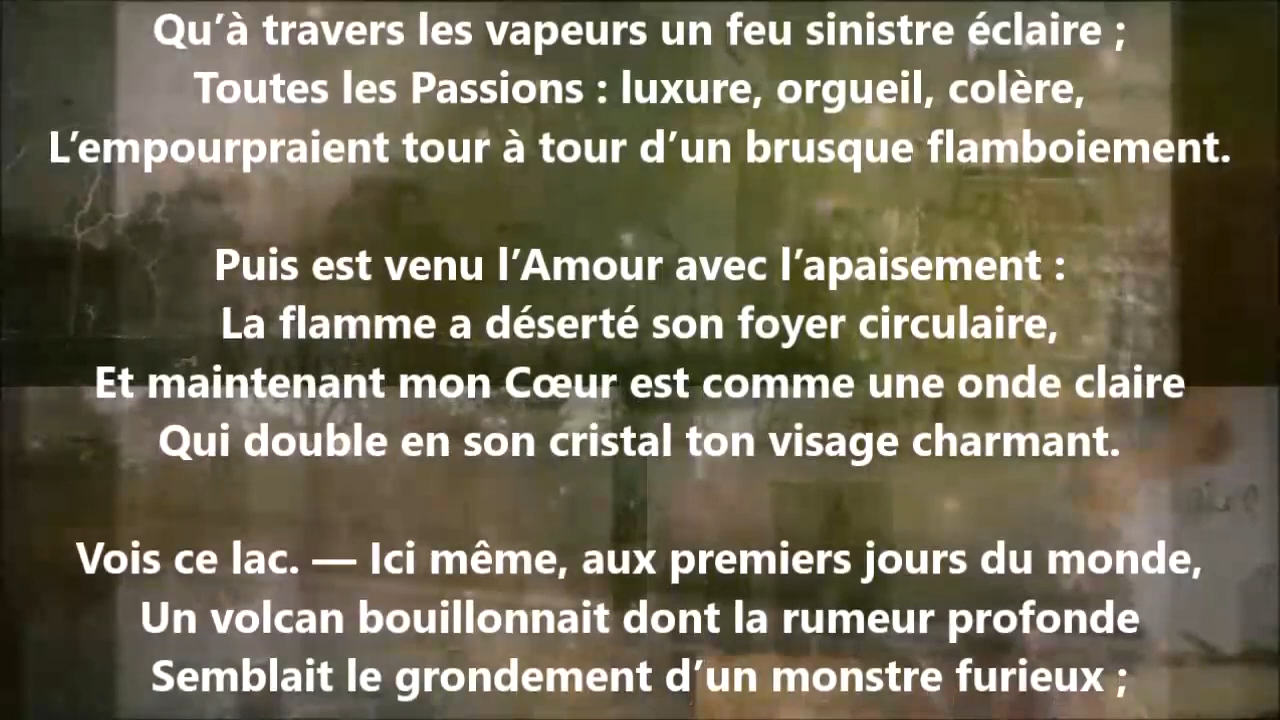 Qu’à travers les vapeurs un feu sinistre éclaire ;
Toutes les Passions : luxure, orgueil, colère,
L’empourpraient tour à tour d’un brusque flamboiement.
Puis est venu l’Amour avec l’apaisement :
La flamme a déserté son foyer circulaire,
Et maintenant mon Cœur est comme une onde claire
Qui double en son cristal ton visage charmant.
Vois ce lac. — Ici même, aux premiers jours du monde,
Un volcan bouillonnait dont la rumeur profonde
Semblait le grondement d’un monstre furieux ;